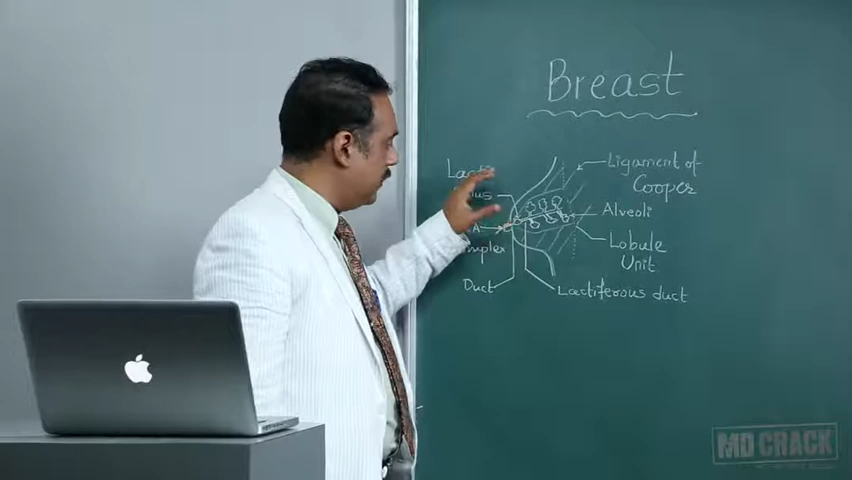 Breast
Ligament of
Cooper
Alveoli
Lobule
Unit
Duct
Lactiferous duct
MD CRACK